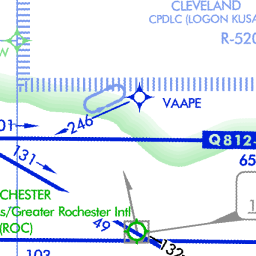 CLEVELAND
CPDLC (LOGON KUSA
R-520
W
VAAPE
246
01
Q812-
131
65
CHESTER
s/Greater Rochester Intl
(ROC)
49
132
103
1